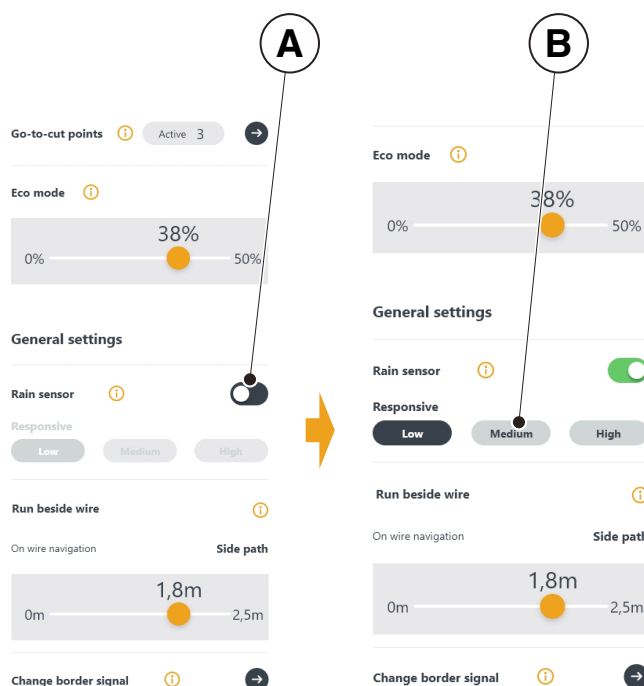 A
Go-to-cut points Active 3
Eco mode
38%
0% 50%
General settings
Rain sensor
Responsive
Low Medium High
Run beside wire
On wire navigation Side path
1,8m
0m 2,5m
Change border signal
B
Eco mode
38%
0% 50%
General settings
Rain sensor
Responsive
Low Medium High
Run beside wire
On wire navigation Side path
1,8m
0m 2,5m
Change border signal